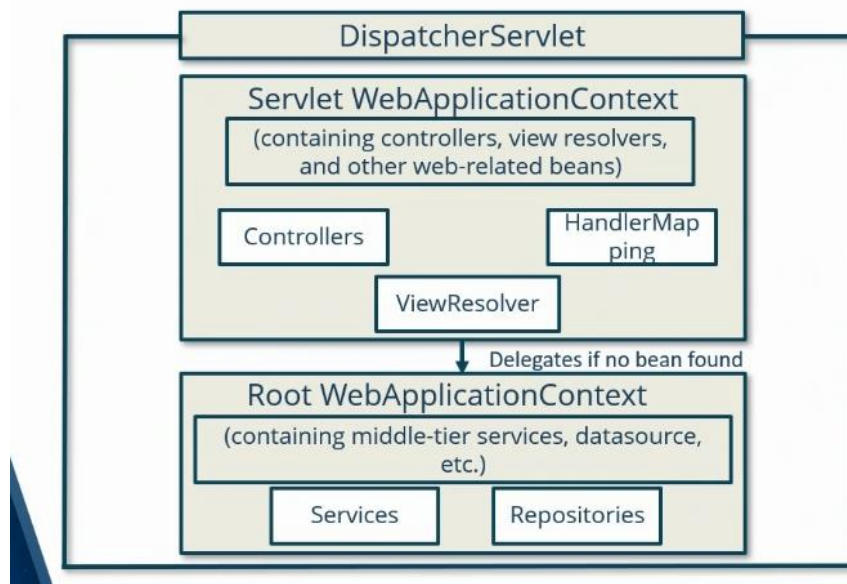 DispatcherServlet
Servlet WebApplicationContext
(containing controllers, view resolvers,
and other web-related beans)
Controllers
HandlerMap
ping
ViewResolver
Delegates if no bean found
Root WebApplicationContext
(containing middle-tier services, datasource,
etc.)
Services
Repositories